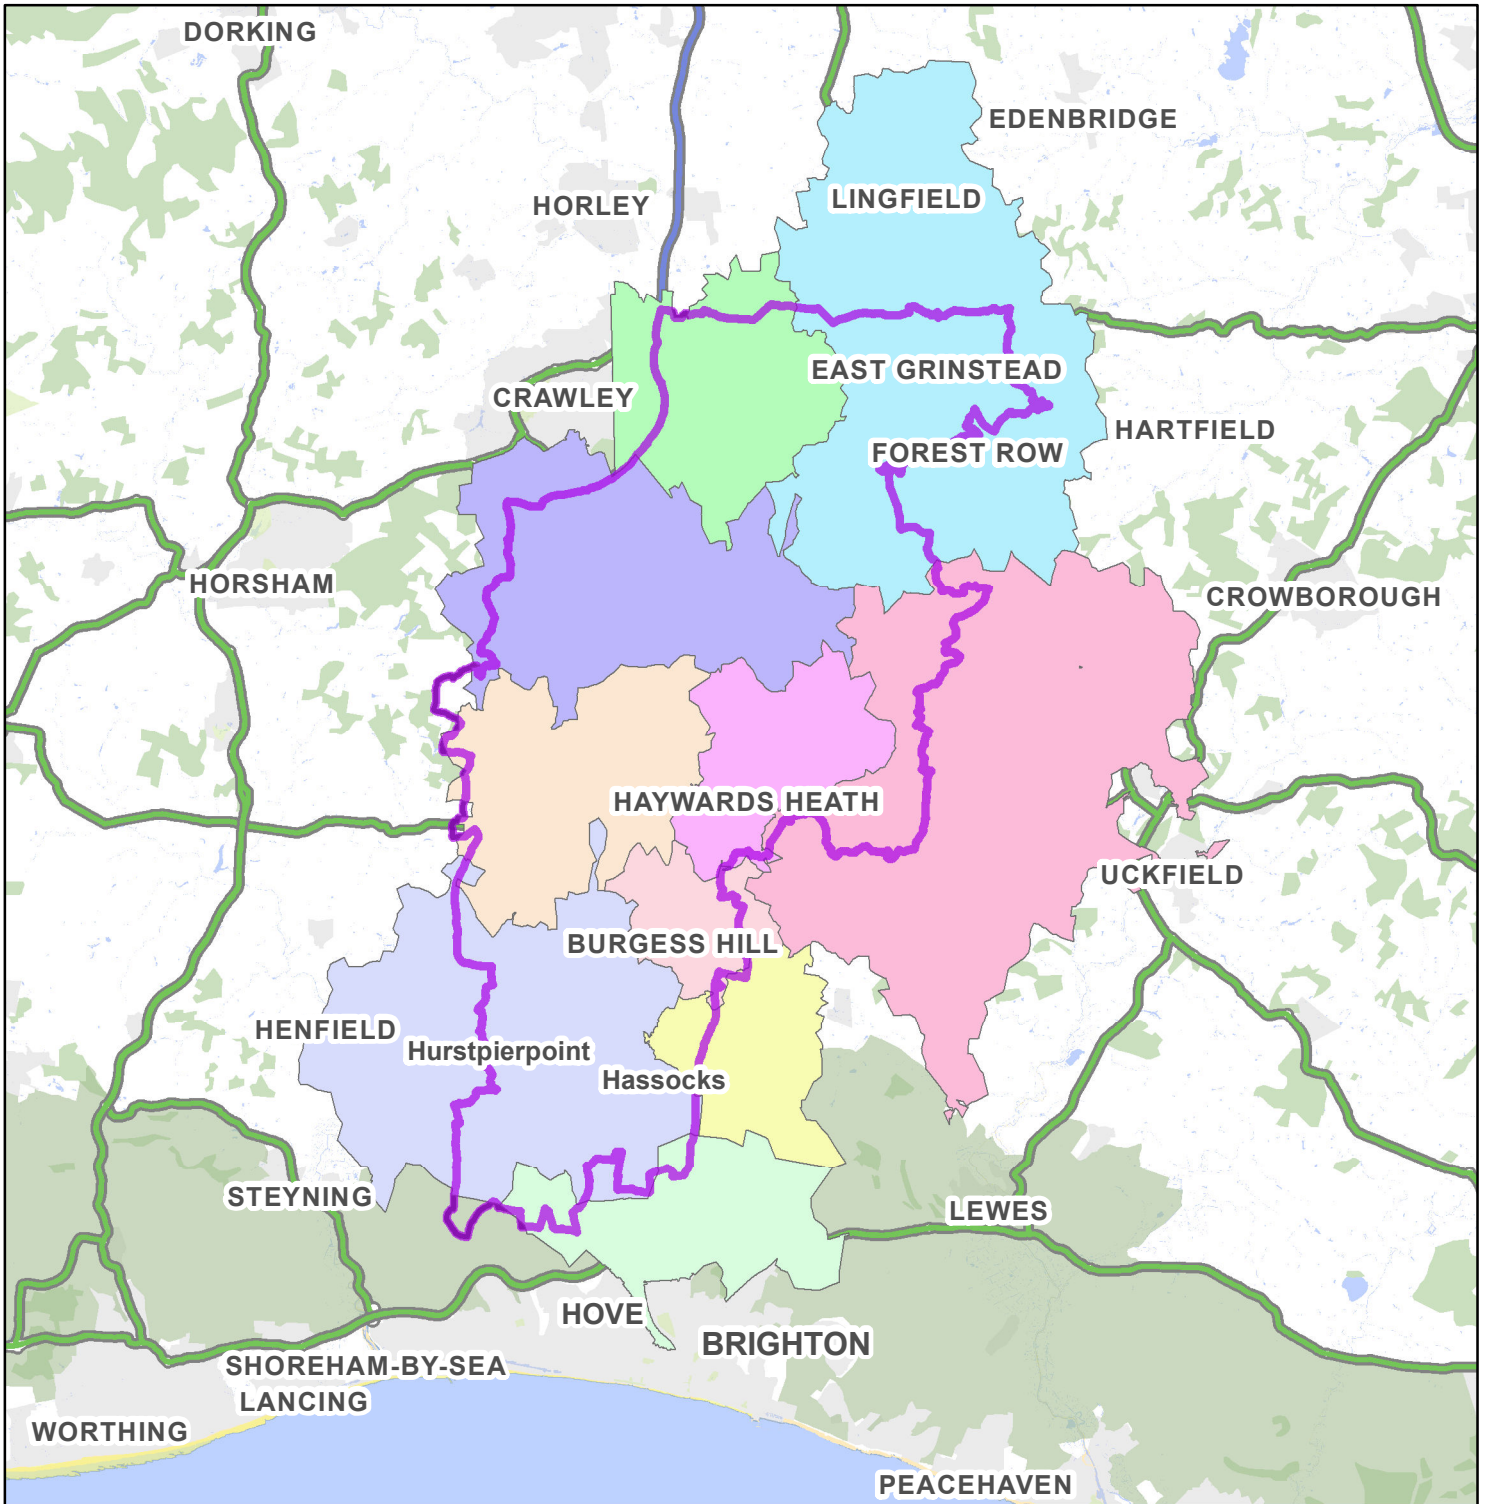 DORKING
EDENBRIDGE
LINGFIELD
HORLEY
EAST GRINSTEAD
CRAWLEY
HARTFIELD
FOREST ROW
HORSHAM
CROWBOROUGH
HAYWARDS HEATH
UCKFIELD
BURGESS HILL
HENFIELD
Hurstpierpoint
Hassocks
STEYNING
LEWES
HOVE
BRIGHTON
SHOREHAM-BY-SEA
LANCING
WORTHING
PEACEHAVEN